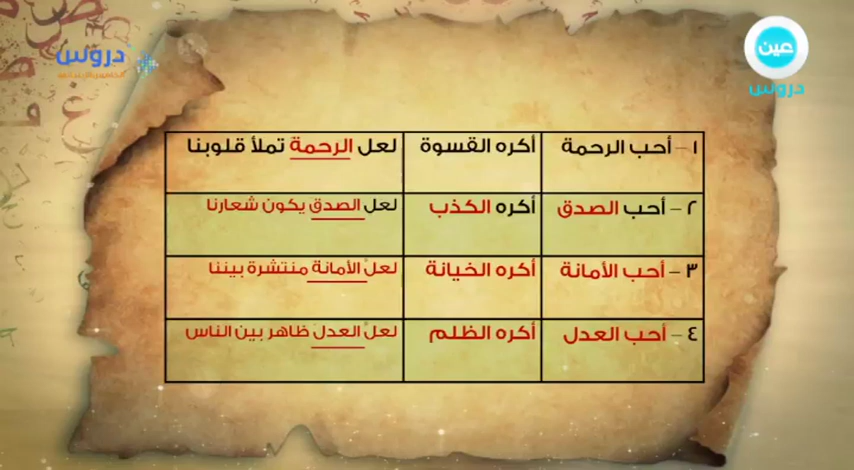 دروس
عين
دروس
١ – أحب الرحمة أكره القسوة لعل الرحمة تملأ قلوبنا
٢ – أحب الصدق أكره الكذب لعل الصدق يكون شعارنا
٣ – أحب الأمانة أكره الخيانة لعلَّ الأمانة منتشرة بيننا
٤ – أحب العدل أكره الظلم لعلَّ العدلَ ظاهر بين الناس